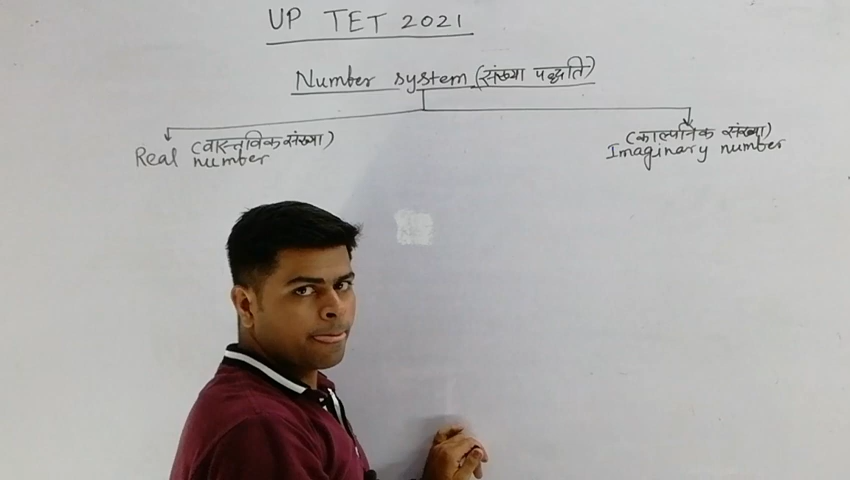 UP TET 2021
Number system (संख्या पद्धति)
(वास्तविक संख्या)
Real number
(काल्पनिक संख्या)
Imaginary number